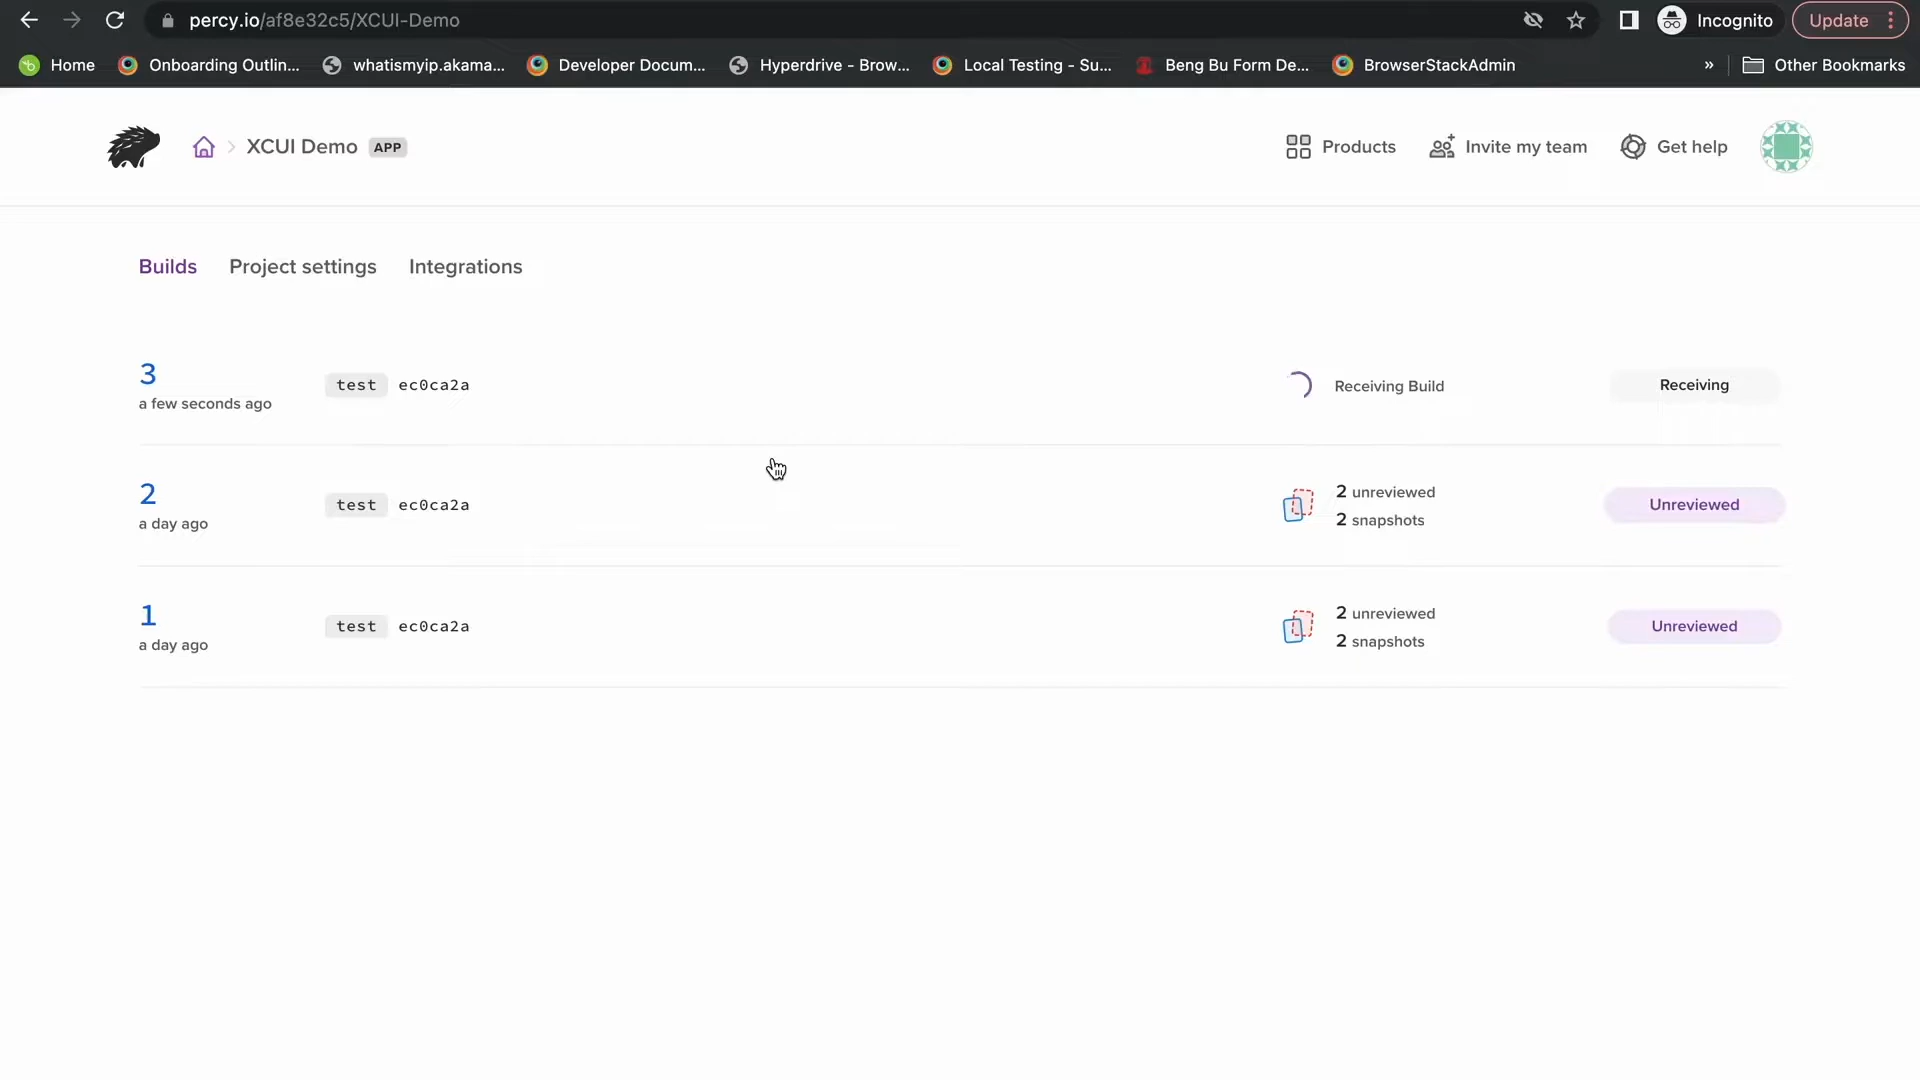 percy.io/af8e32c5/XCUI-Demo Incognito Update
Home Onboarding Outlin... whatismyip.akama... Developer Docum... Hyperdrive - Brow... Local Testing - Su... Beng Bu Form De... BrowserStackAdmin » Other Bookmarks
XCUI Demo APP Products Invite my team Get help
Builds Project settings Integrations
3 test ec0ca2a Receiving Build Receiving
a few seconds ago
2 test ec0ca2a 2 unreviewed Unreviewed
a day ago 2 snapshots
1 test ec0ca2a 2 unreviewed Unreviewed
a day ago 2 snapshots